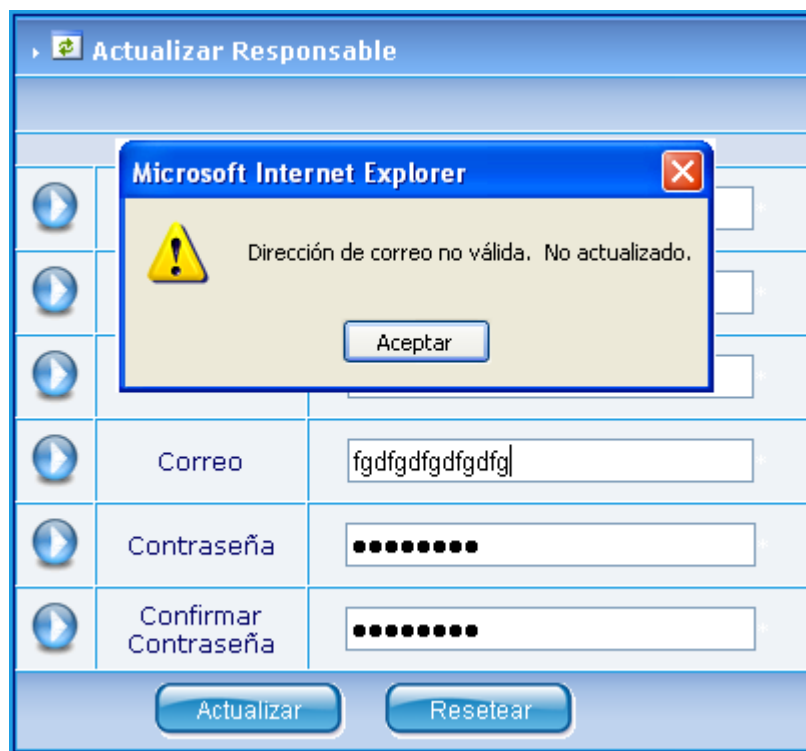 Actualizar Responsable
Microsoft Internet Explorer
Dirección de correo no válida.  No actualizado.
Aceptar
*
*
*
Correo
fgdfgdfgdfgdfg
*
Contraseña
●●●●●●●●
*
Confirmar
Contraseña
●●●●●●●●
*
Actualizar
Resetear